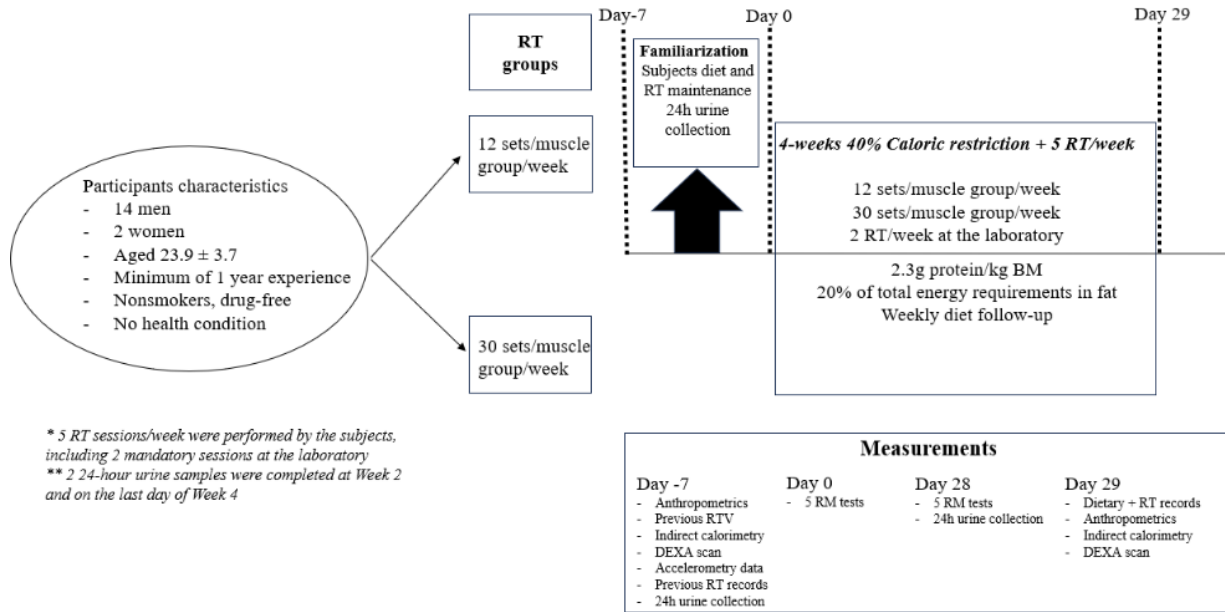 Participants characteristics
- 14 men
- 2 women
- Aged 23.9 ± 3.7
- Minimum of 1 year experience
- Nonsmokers, drug-free
- No health condition
RT
groups
12 sets/muscle
group/week
30 sets/muscle
group/week
Day-7
Day 0
Day 29
Familiarization
Subjects diet and
RT maintenance
24h urine
collection
4-weeks 40% Caloric restriction + 5 RT/week
12 sets/muscle group/week
30 sets/muscle group/week
2 RT/week at the laboratory
2.3g protein/kg BM
20% of total energy requirements in fat
Weekly diet follow-up
* 5 RT sessions/week were performed by the subjects,
including 2 mandatory sessions at the laboratory
** 2 24-hour urine samples were completed at Week 2
and on the last day of Week 4
Measurements
Day -7
- Anthropometrics
- Previous RTV
- Indirect calorimetry
- DEXA scan
- Accelerometry data
- Previous RT records
- 24h urine collection
Day 0
- 5 RM tests
Day 28
- 5 RM tests
- 24h urine collection
Day 29
- Dietary + RT records
- Anthropometrics
- Indirect calorimetry
- DEXA scan